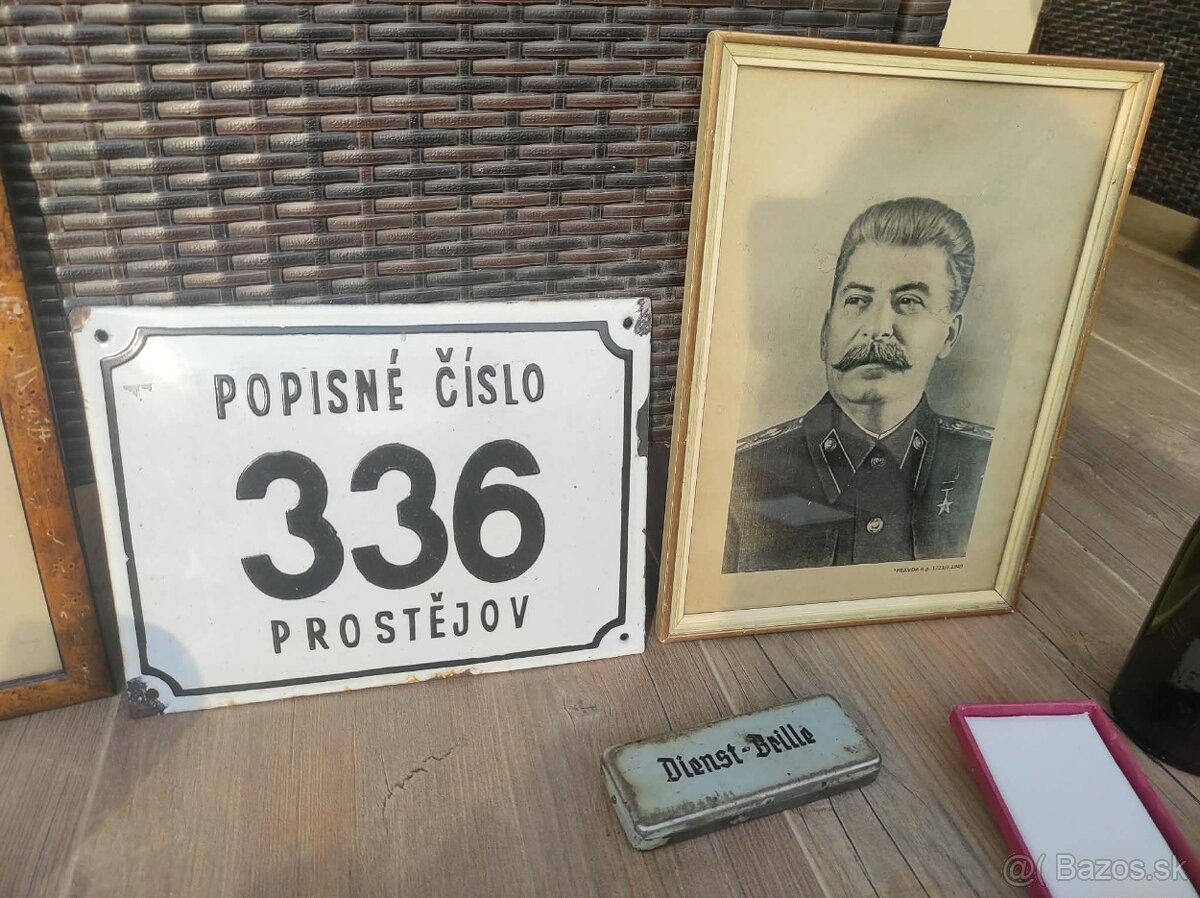 POPISNÉ ČÍSLO
336
PROSTĚJOV
Dienst-Brille
@( Bazos.sk